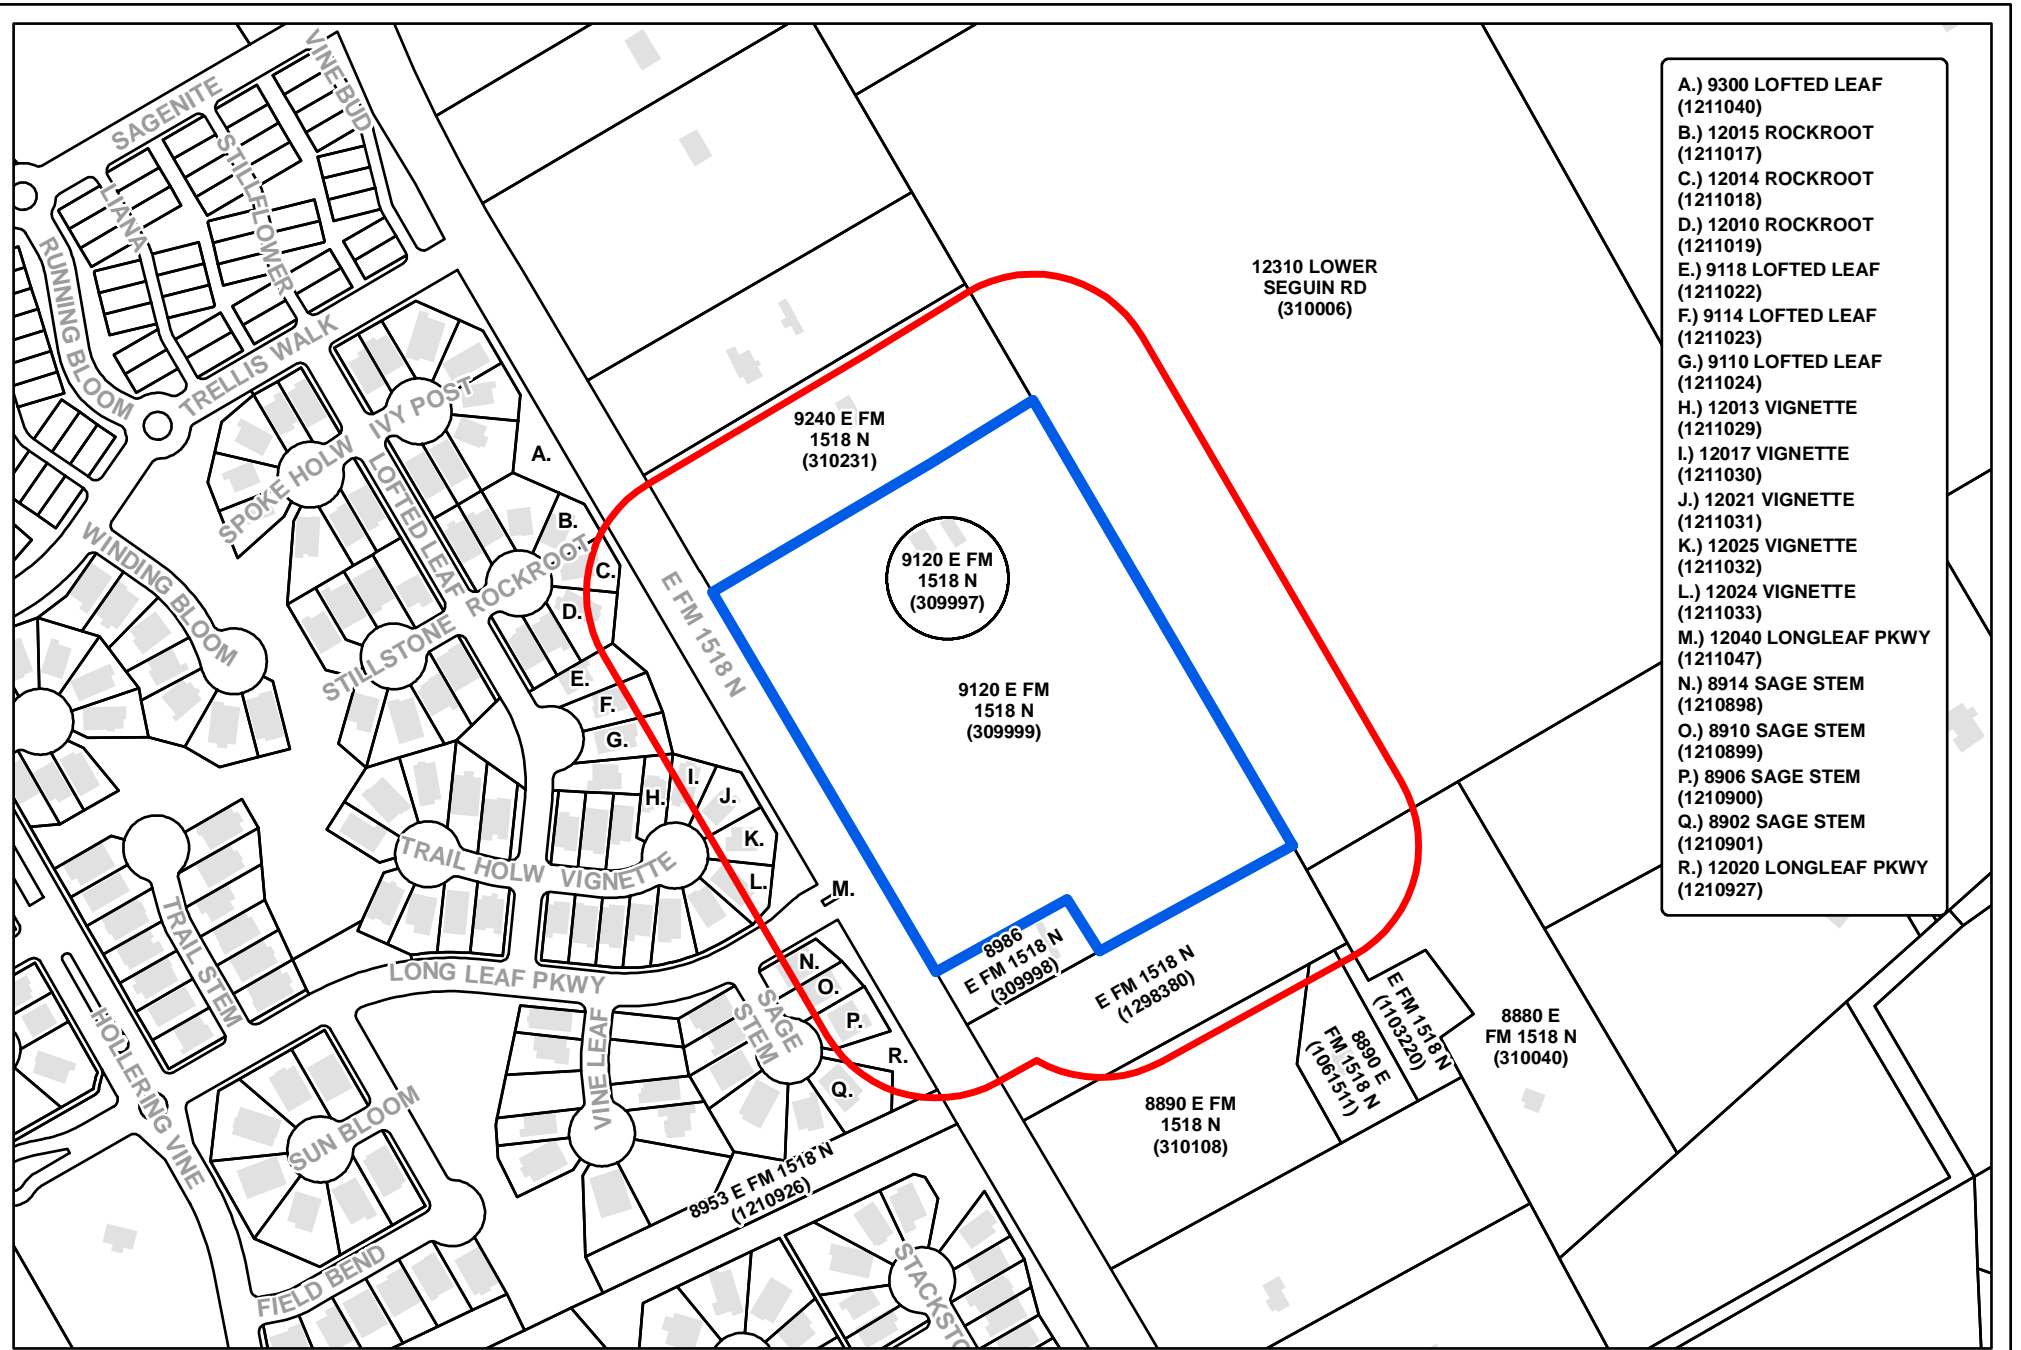 SAGENITE
VINE BUD
STILLFLOWER
LIANA
RUNNING BLOOM
TRELLIS WALK
IVY POST
SPOKE HOLW
LOFTED LEAF
ROCKROOT
STILLSTONE
WINDING BLOOM
E FM 1518 N
TRAIL HOLW
VIGNETTE
TRAIL STEM
LONG LEAF PKWY
HOLLERING VINE
SUN BLOOM
VINE LEAF
SAGE
STEM
FIELD BEND
STACKSTO
A.
B.
C.
D.
E.
F.
G.
H.
I.
J.
K.
L.
M.
N.
O.
P.
Q.
R.
12310 LOWER
SEGUIN RD
(310006)
9240 E FM
1518 N
(310231)
9120 E FM
1518 N
(309997)
9120 E FM
1518 N
(309999)
8986
E FM 1518 N
(309998)
E FM 1518 N
(1298380)
8890 E FM
1518 N
(310108)
8890 E
FM 1518 N
(1061511)
E FM 1518 N
(1103220)
8880 E
FM 1518 N
(310040)
8953 E FM 1518 N
(1210926)
A.) 9300 LOFTED LEAF
(1211040)
B.) 12015 ROCKROOT
(1211017)
C.) 12014 ROCKROOT
(1211018)
D.) 12010 ROCKROOT
(1211019)
E.) 9118 LOFTED LEAF
(1211022)
F.) 9114 LOFTED LEAF
(1211023)
G.) 9110 LOFTED LEAF
(1211024)
H.) 12013 VIGNETTE
(1211029)
I.) 12017 VIGNETTE
(1211030)
J.) 12021 VIGNETTE
(1211031)
K.) 12025 VIGNETTE
(1211032)
L.) 12024 VIGNETTE
(1211033)
M.) 12040 LONGLEAF PKWY
(1211047)
N.) 8914 SAGE STEM
(1210898)
O.) 8910 SAGE STEM
(1210899)
P.) 8906 SAGE STEM
(1210900)
Q.) 8902 SAGE STEM
(1210901)
R.) 12020 LONGLEAF PKWY
(1210927)